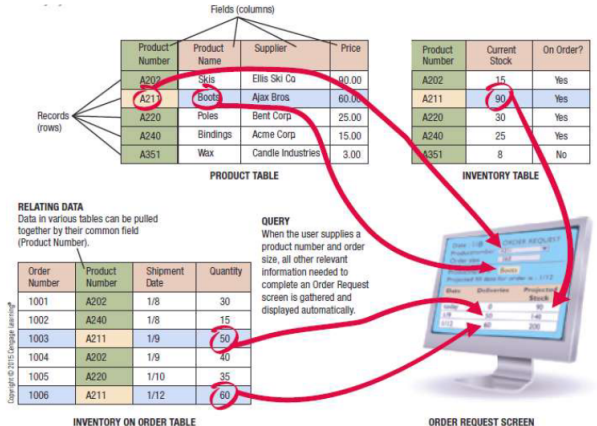 Fields (columns)
Product Number Product Name Supplier Price
A202 Skis Ellis Ski Co 90.00
A211 Boots Ajax Bros. 60.00
A220 Poles Bent Corp 25.00
A240 Bindings Acme Corp 15.00
A351 Wax Candle Industries 3.00
Records
(rows)
PRODUCT TABLE
Product Number Current Stock On Order?
A202 15 Yes
A211 90 Yes
A220 30 Yes
A240 25 Yes
A351 8 No
INVENTORY TABLE
RELATING DATA
Data in various tables can be pulled
together by their common field
(Product Number).
QUERY
When the user supplies a
product number and order
size, all other relevant
information needed to
complete an Order Request
screen is gathered and
displayed automatically.
Order Number Product Number Shipment Date Quantity
1001 A202 1/8 30
1002 A240 1/8 15
1003 A211 1/9 50
1004 A202 1/9 40
1005 A220 1/10 35
1006 A211 1/12 60
INVENTORY ON ORDER TABLE
ORDER REQUEST
Boots
Date Deliveries Projected
Stock
0 90
1/9 50 140
1/12 60 200
ORDER REQUEST SCREEN
Copyright © 2015 Cengage Learning®